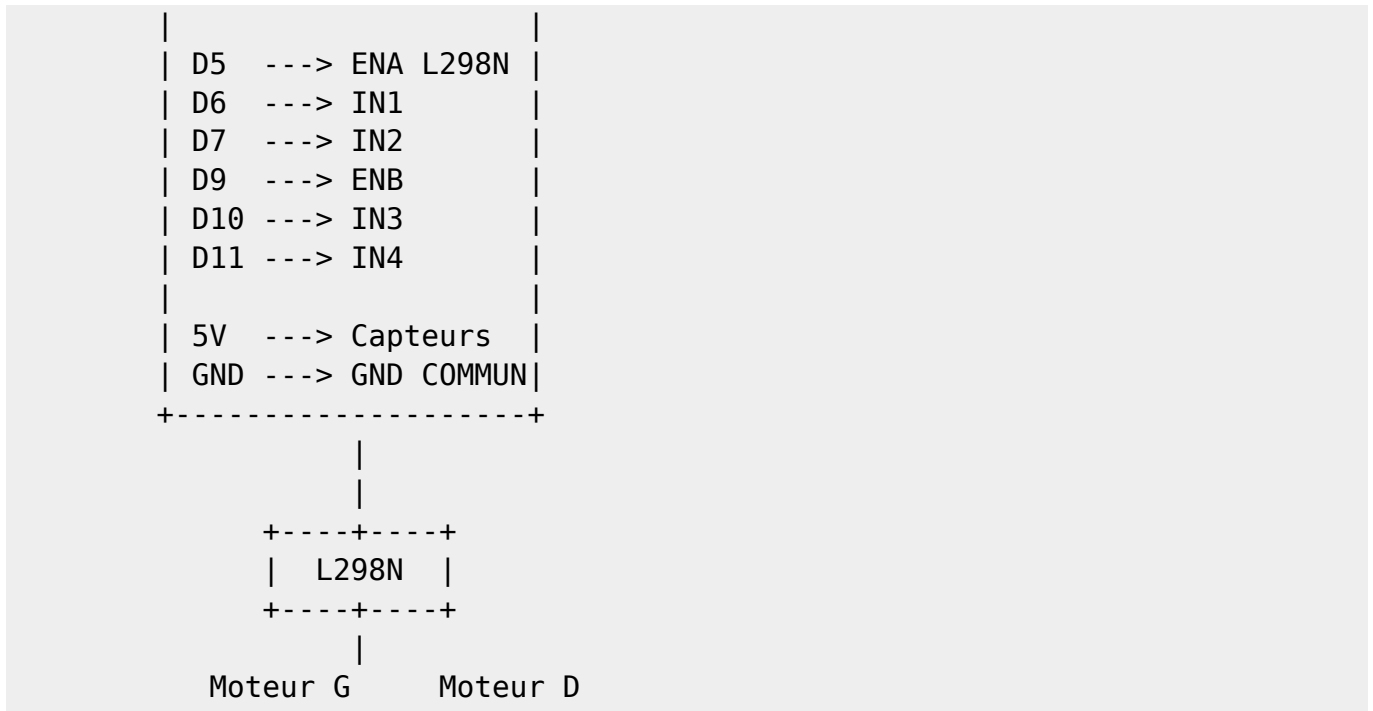 |                    |
| D5  ---> ENA L298N |
| D6  ---> IN1       |
| D7  ---> IN2       |
| D9  ---> ENB       |
| D10 ---> IN3       |
| D11 ---> IN4       |
|                    |
| 5V  ---> Capteurs  |
| GND ---> GND COMMUN|
+--------------------+
|
|
+----+----+
|  L298N  |
+----+----+
|
Moteur G     Moteur D